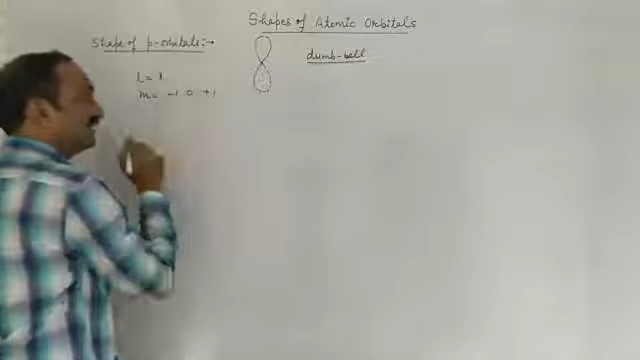 Shapes of Atomic Orbitals
Shape of p-orbitals:→
dumb-bell
l = 1
m = -1 0 +1